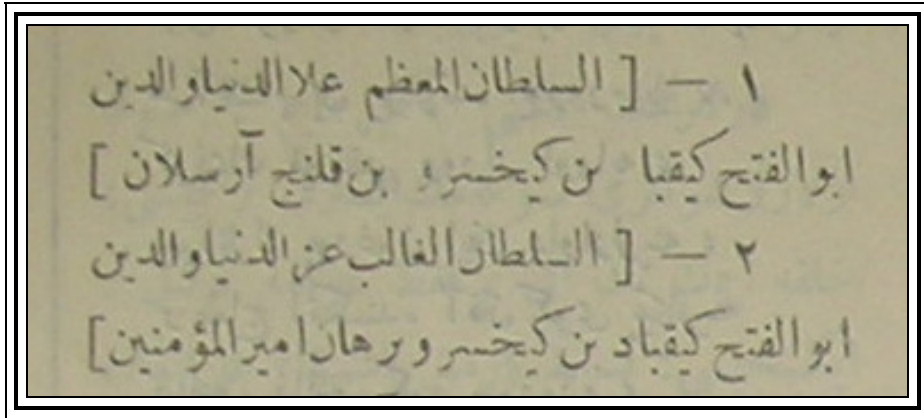 ١ — [ السلطان المعظم علا الدنيا والدين
ابو الفتح كيقبا بن كيخسرو بن قلنج آرسلان ]
٢ — [ السلطان الغالب عز الدنيا والدين
ابو الفتح كيقباد بن كيخسرو برهان امير المؤمنين ]